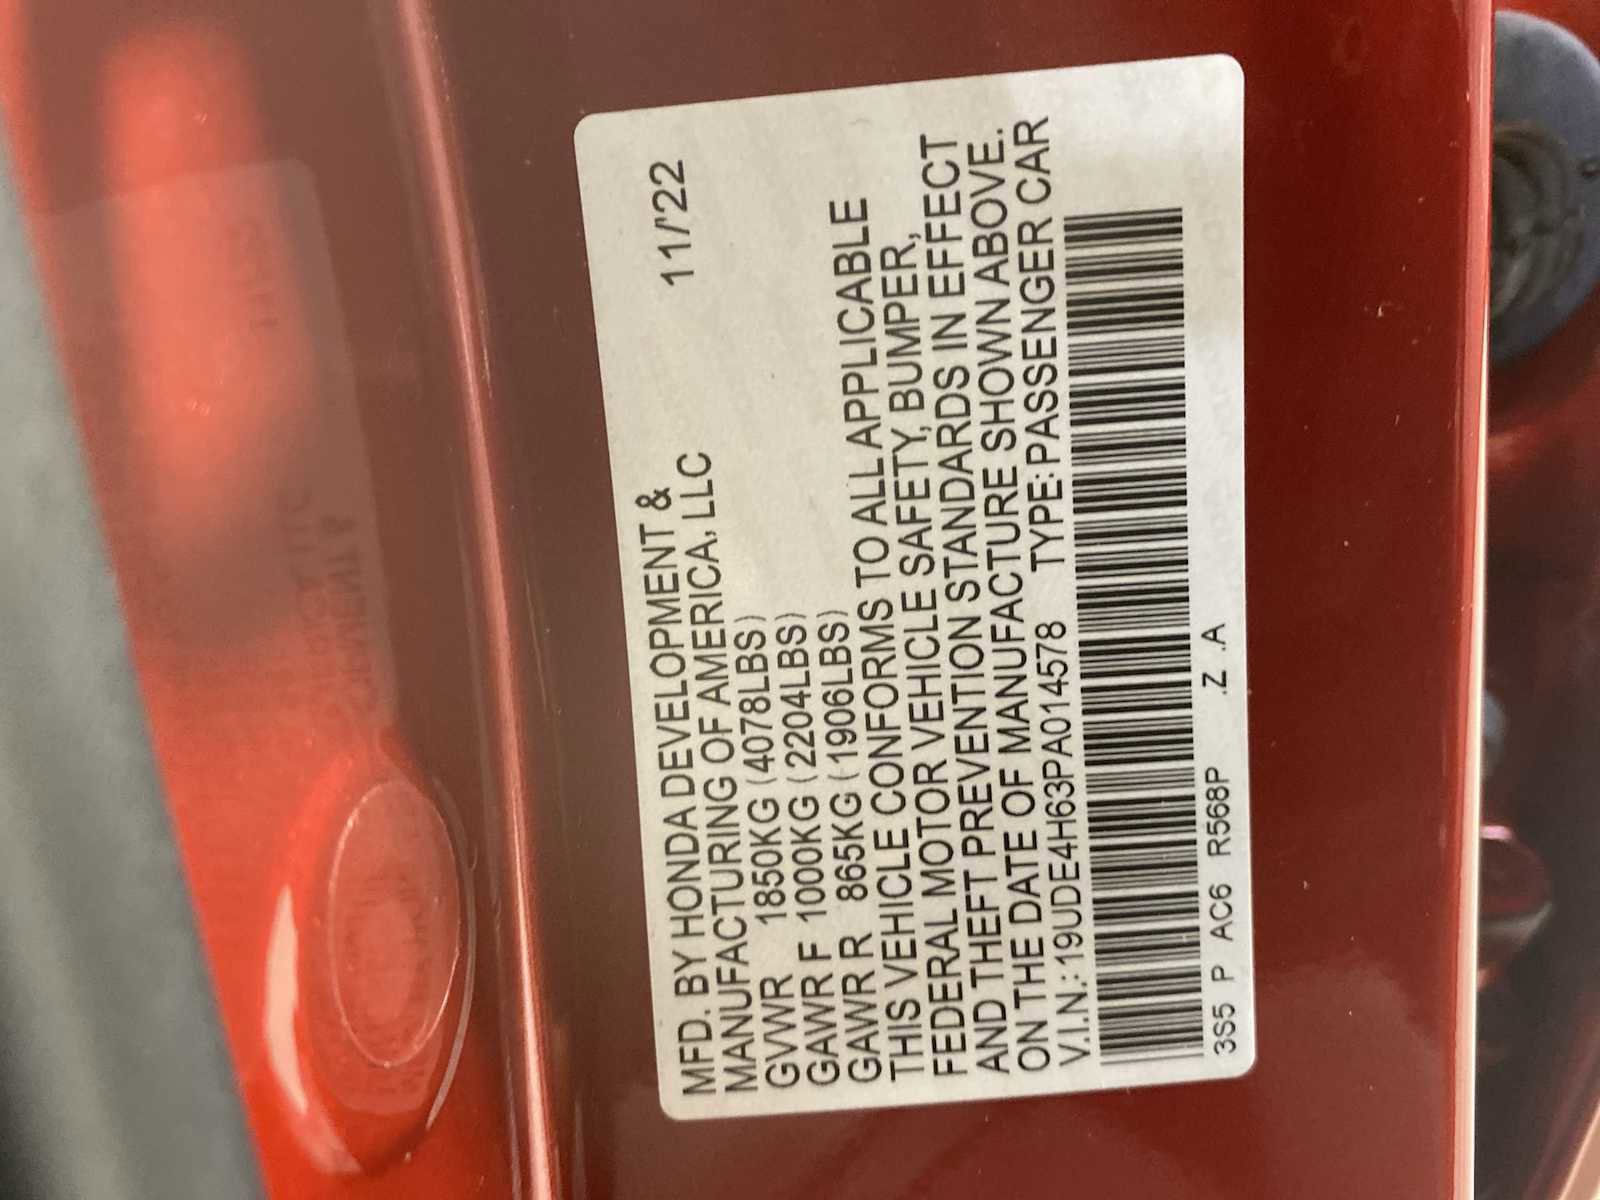 MFD. BY HONDA DEVELOPMENT &
MANUFACTURING OF AMERICA, LLC 11/'22
GVWR 1850KG (4078LBS)
GAWR F 1000KG (2204LBS)
GAWR R 865KG (1906LBS)
THIS VEHICLE CONFORMS TO ALL APPLICABLE
FEDERAL MOTOR VEHICLE SAFETY, BUMPER,
AND THEFT PREVENTION STANDARDS IN EFFECT
ON THE DATE OF MANUFACTURE SHOWN ABOVE.
V.I.N.: 19UDE4H63PA014578 TYPE: PASSENGER CAR
3S5 P AC6 R568P .Z .A